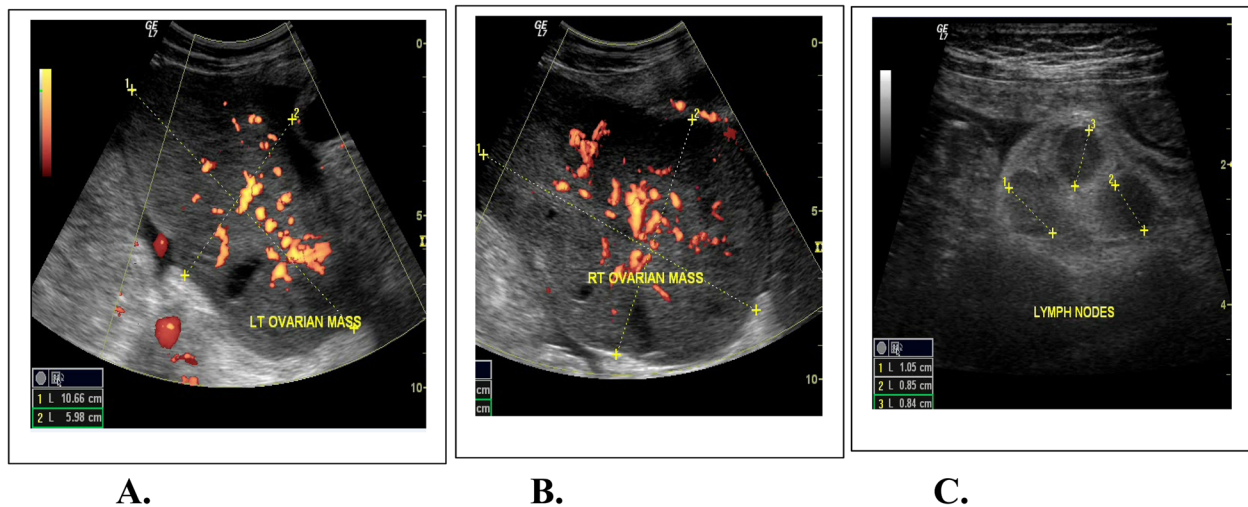 GE
L7
0
1
2
5
D
LT OVARIAN MASS
10
1 L 10.66 cm
2 L 5.98 cm
A.
GE
L7
0
2
1
5
D
RT OVARIAN MASS
10
cm
cm
B.
GE
L7
3
2
1
2
LYMPH NODES
4
1 L 1.05 cm
2 L 0.85 cm
3 L 0.84 cm
C.